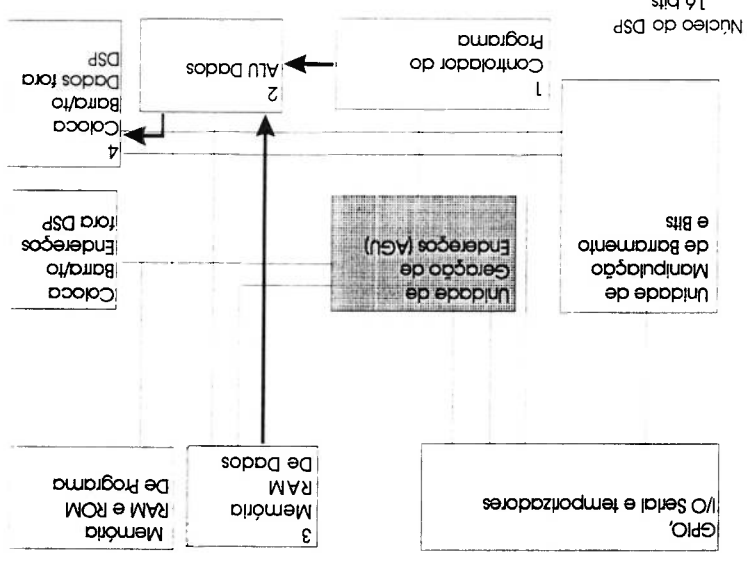 GPIO,
I/O Serial e temporizadores
3
Memória
RAM
De Dados
Memória
RAM e ROM
De Programa
Unidade de
Manipulação
de Barramento
e Bits
Unidade de
Geração de
Endereços (AGU)
Coloca
Barra/to
Endereços
fora DSP
1
Controlador do
Programa
2
ALU Dados
4
Coloca
Barra/to
Dados fora
DSP
Núcleo do DSP
16 bits